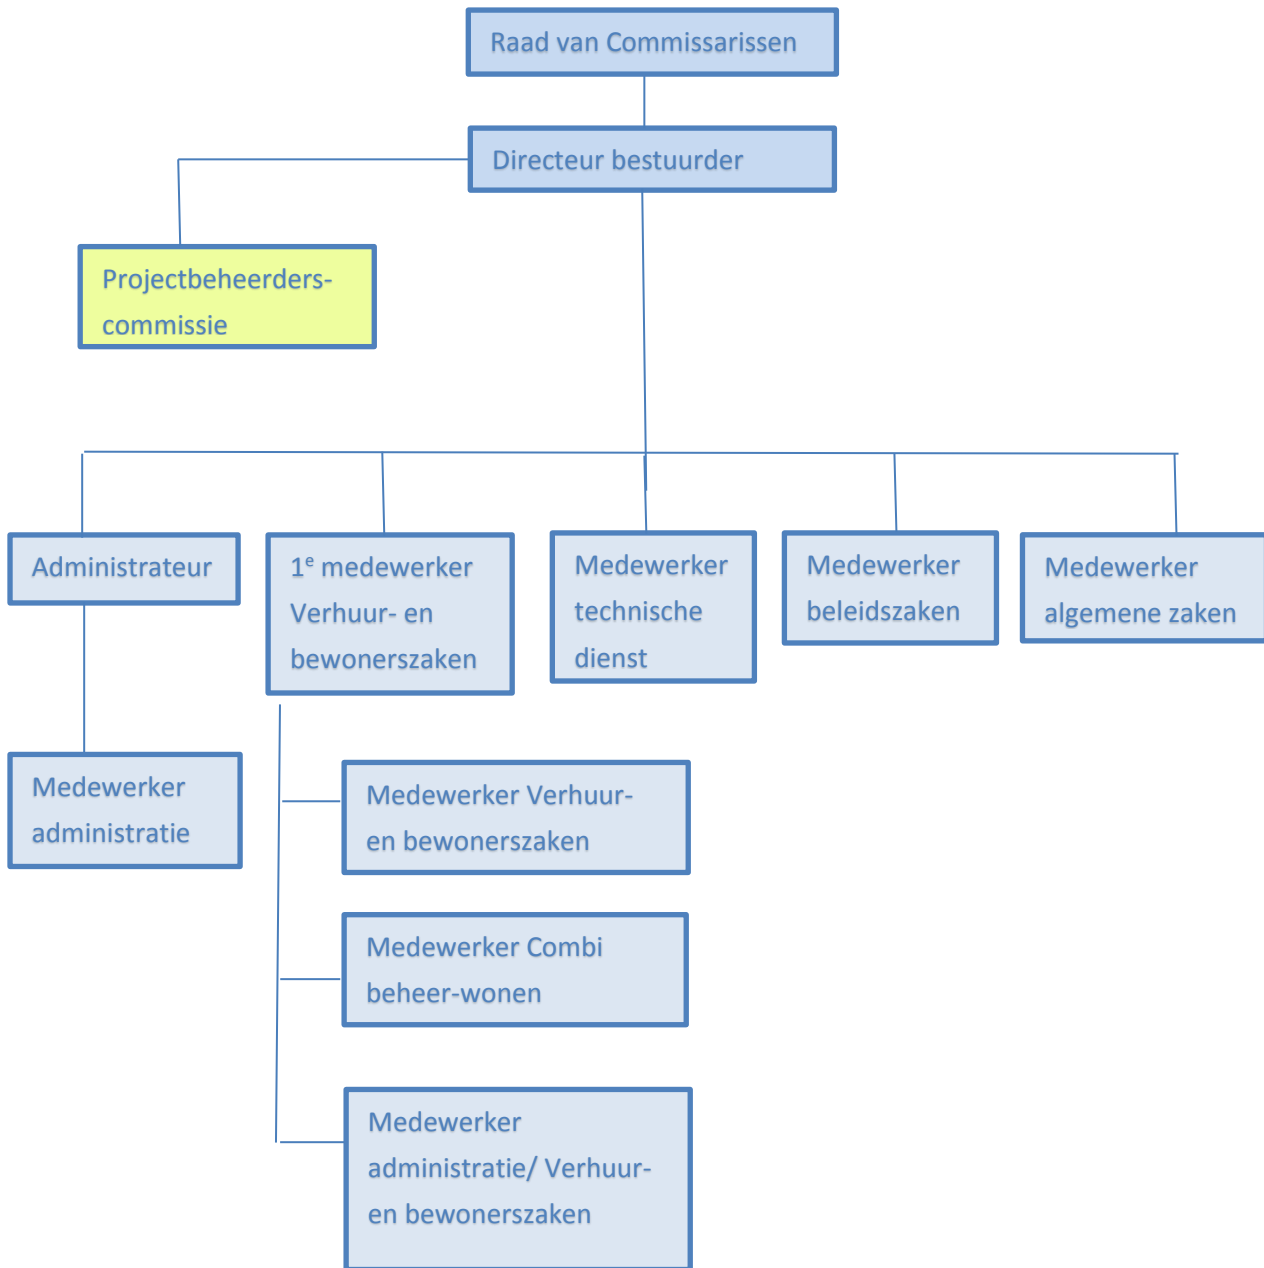 Raad van Commissarissen
Directeur bestuurder
Projectbeheerders-
commissie
Administrateur
1e medewerker
Verhuur- en
bewonerszaken
Medewerker
technische
dienst
Medewerker
beleidszaken
Medewerker
algemene zaken
Medewerker
administratie
Medewerker Verhuur-
en bewonerszaken
Medewerker Combi
beheer-wonen
Medewerker
administratie/ Verhuur-
en bewonerszaken